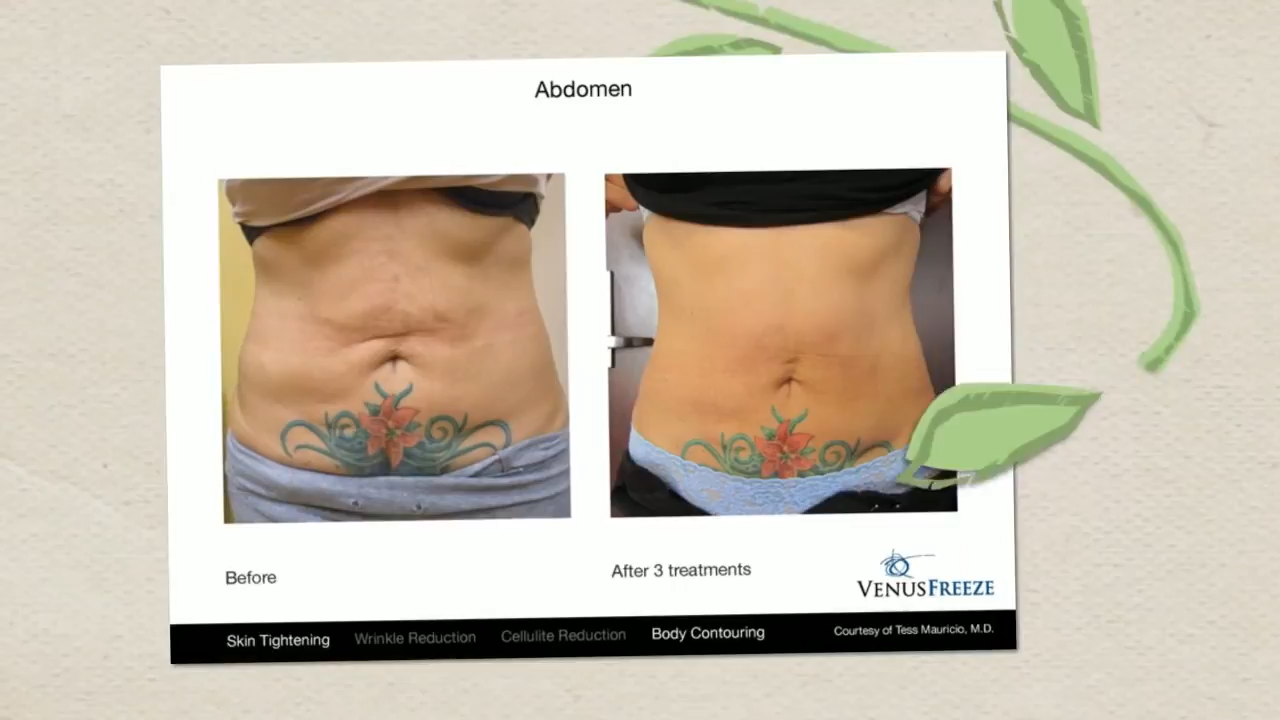 Abdomen
Before
After 3 treatments
VENUSFREEZE
Skin Tightening Wrinkle Reduction Cellulite Reduction Body Contouring Courtesy of Tess Mauricio, M.D.